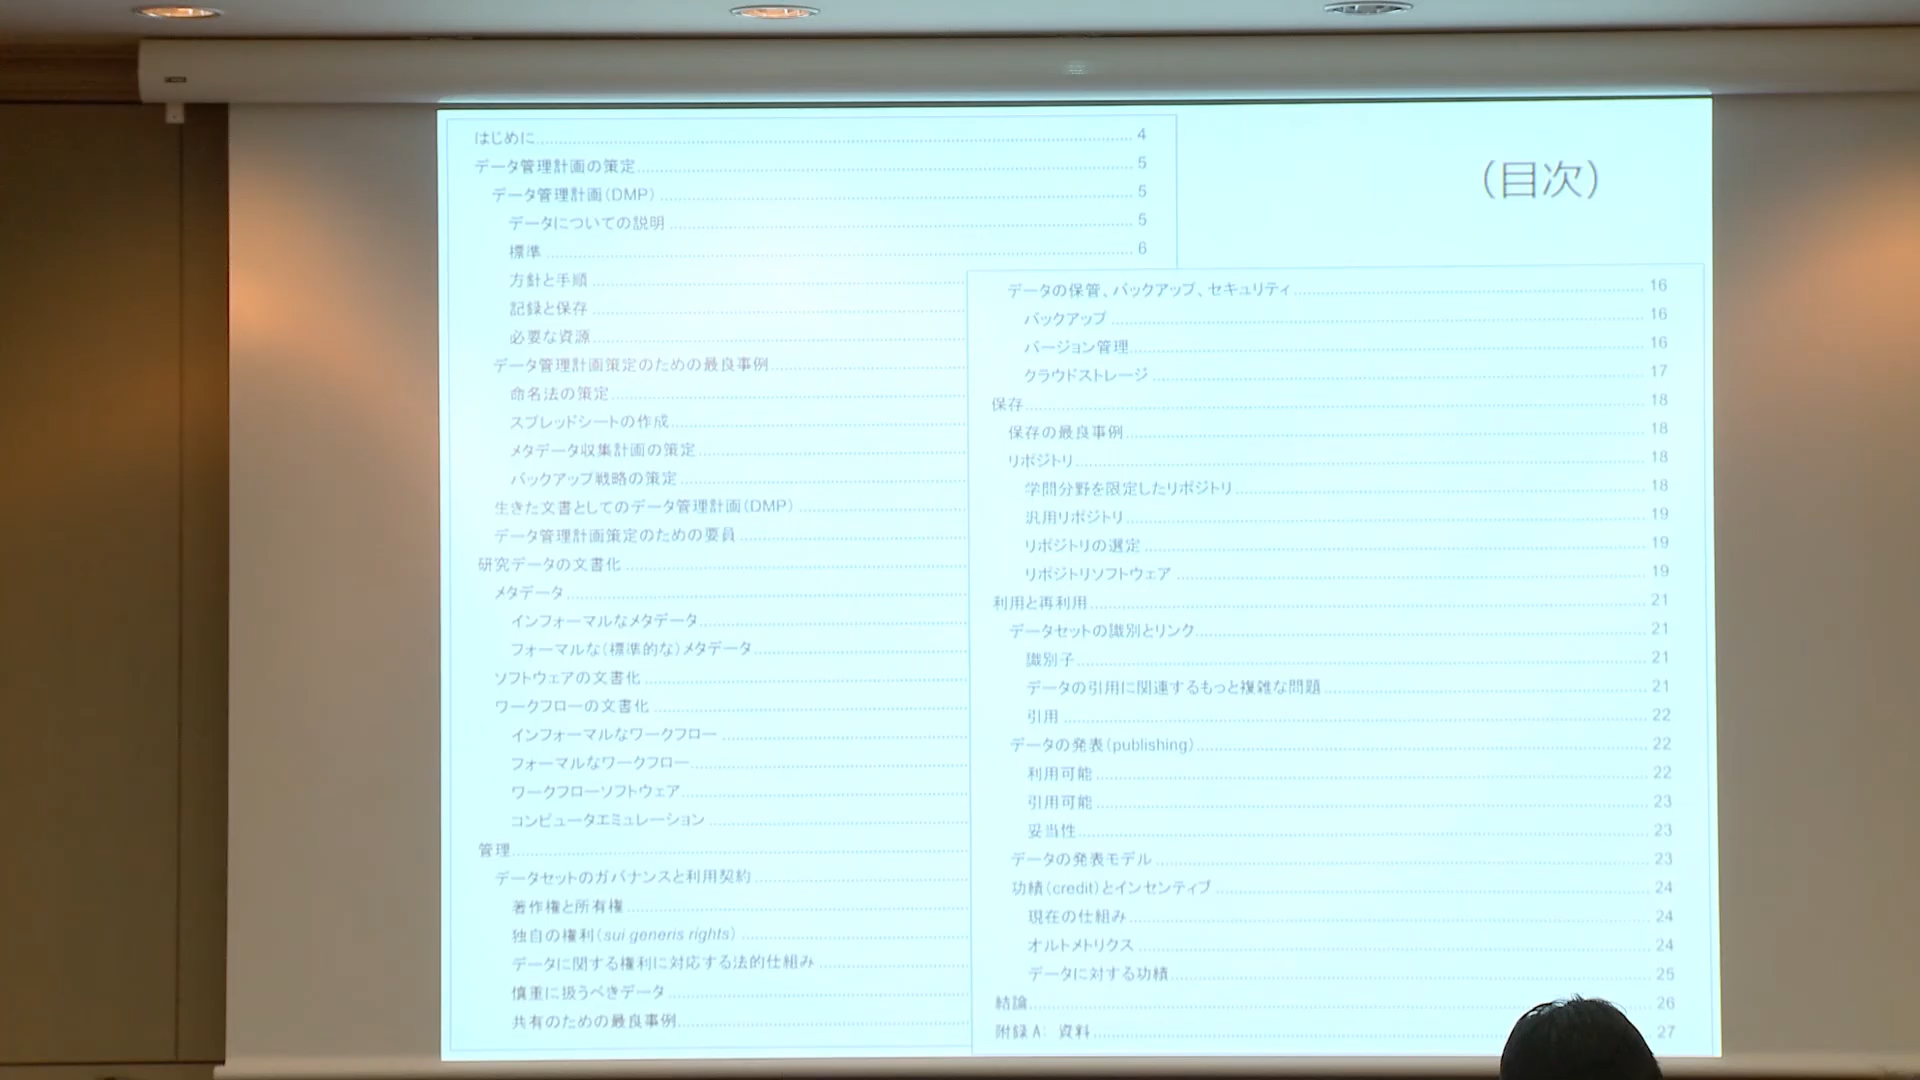 （目次）
はじめに 4
データ管理計画の策定 5
データ管理計画（DMP） 5
データについての説明 5
標準 6
方針と手順
記録と保存
必要な資源
データ管理計画策定のための最良事例
命名法の策定
スプレッドシートの作成
メタデータ収集計画の策定
バックアップ戦略の策定
生きた文書としてのデータ管理計画（DMP）
データ管理計画策定のための要員
研究データの文書化
メタデータ
インフォーマルなメタデータ
フォーマルな（標準的な）メタデータ
ソフトウェアの文書化
ワークフローの文書化
インフォーマルなワークフロー
フォーマルなワークフロー
ワークフローソフトウェア
コンピュータエミュレーション
管理
データセットのガバナンスと利用契約
著作権と所有権
独自の権利（sui generis rights）
データに関する権利に対応する法的仕組み
慎重に扱うべきデータ
共有のための最良事例
データの保管、バックアップ、セキュリティ 16
バックアップ 16
バージョン管理 16
クラウドストレージ 17
保存 18
保存の最良事例 18
リポジトリ 18
学問分野を限定したリポジトリ 18
汎用リポジトリ 19
リポジトリの選定 19
リポジトリソフトウェア 19
利用と再利用 21
データセットの識別とリンク 21
識別子 21
データの引用に関連するもっと複雑な問題 21
引用 22
データの発表（publishing） 22
利用可能 22
引用可能 23
妥当性 23
データの発表モデル 23
功績（credit）とインセンティブ 24
現在の仕組み 24
オルトメトリクス 24
データに対する功績 25
結論 26
附録 A： 資料 27